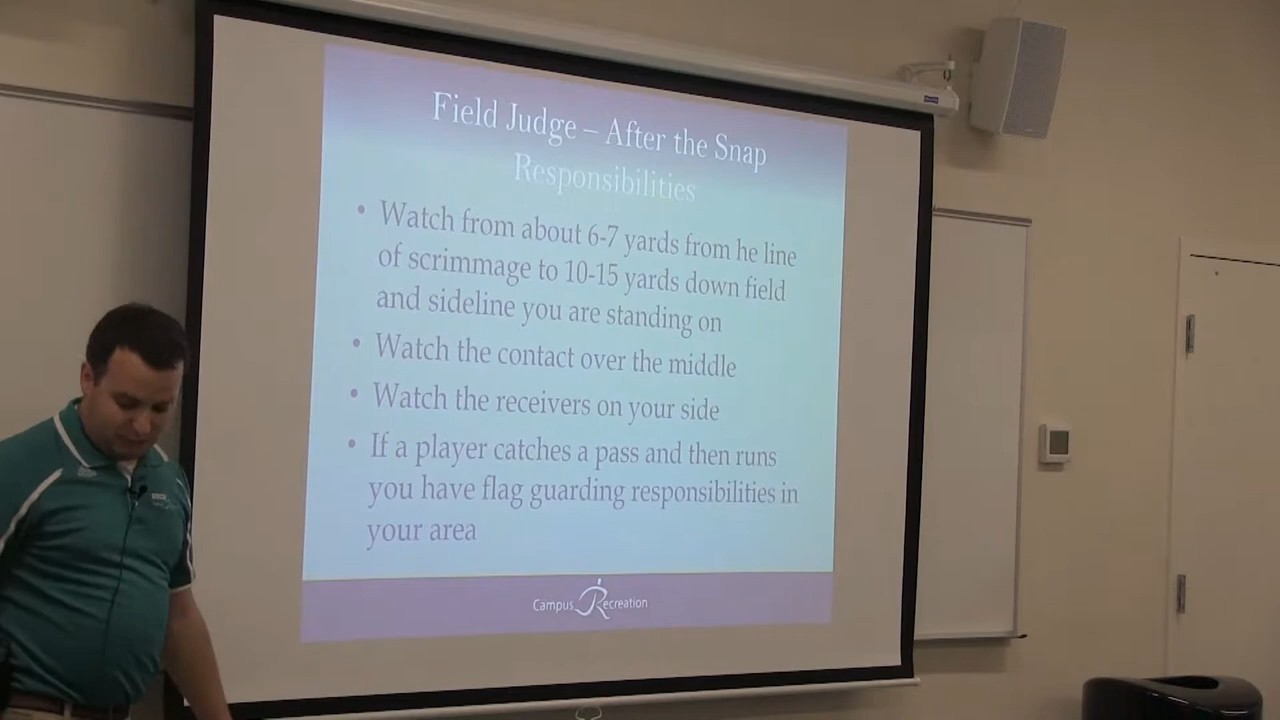 Field Judge – After the Snap
Responsibilities
• Watch from about 6-7 yards from he line
of scrimmage to 10-15 yards down field
and sideline you are standing on
• Watch the contact over the middle
• Watch the receivers on your side
• If a player catches a pass and then runs
you have flag guarding responsibilities in
your area
Campus Recreation